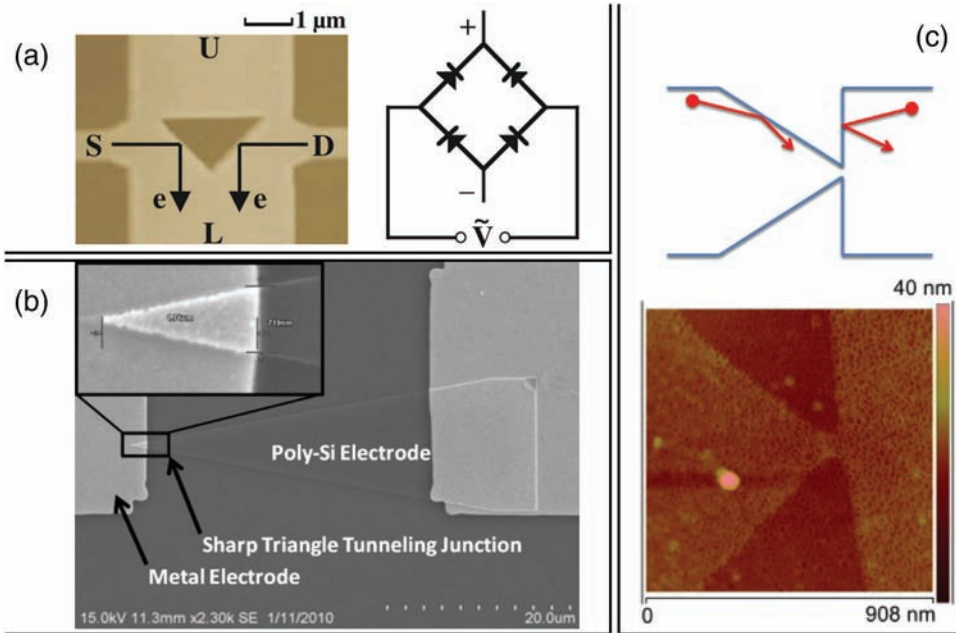 (a)
1 µm
U
S
D
e
e
L
+
−
Ṽ
(b)
Poly-Si Electrode
Sharp Triangle Tunneling Junction
Metal Electrode
15.0kV 11.3mm x2.30k SE 1/11/2010
20.0um
(c)
40 nm
0
908 nm